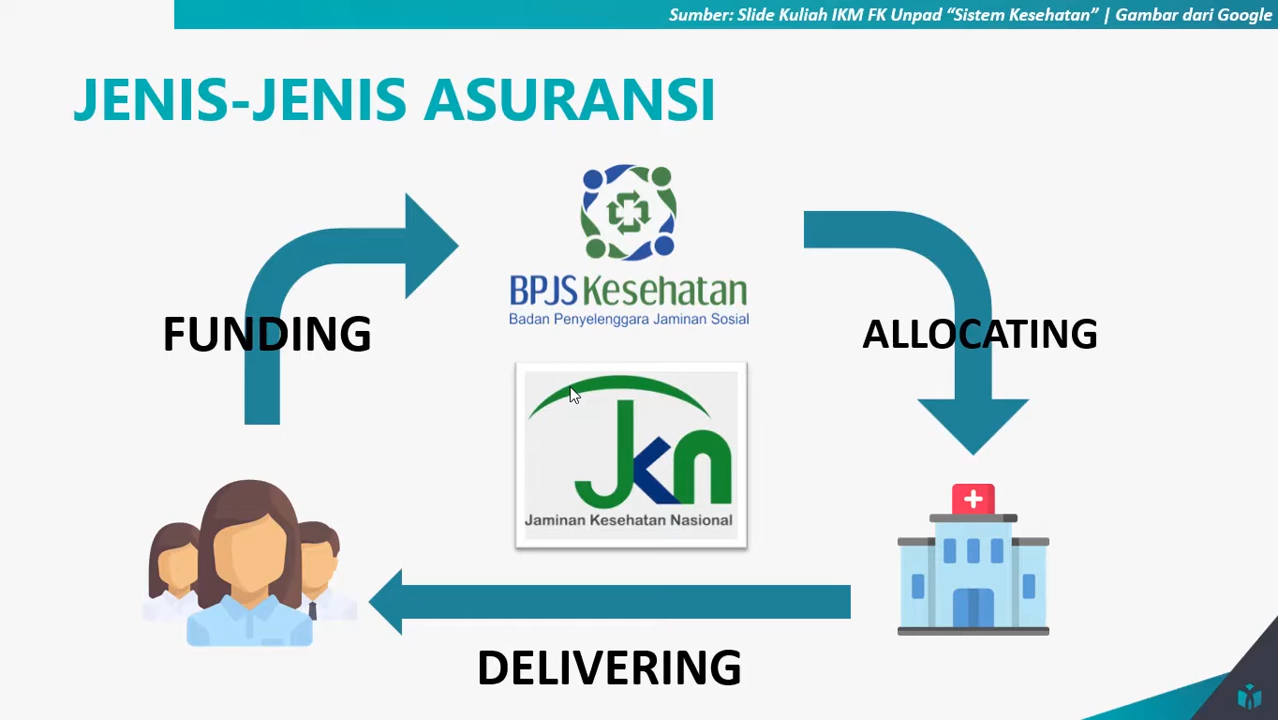 Sumber: Slide Kuliah IKM FK Unpad “Sistem Kesehatan” | Gambar dari Google
JENIS-JENIS ASURANSI
BPJS Kesehatan
Badan Penyelenggara Jaminan Sosial
FUNDING
ALLOCATING
Jkn
Jaminan Kesehatan Nasional
DELIVERING